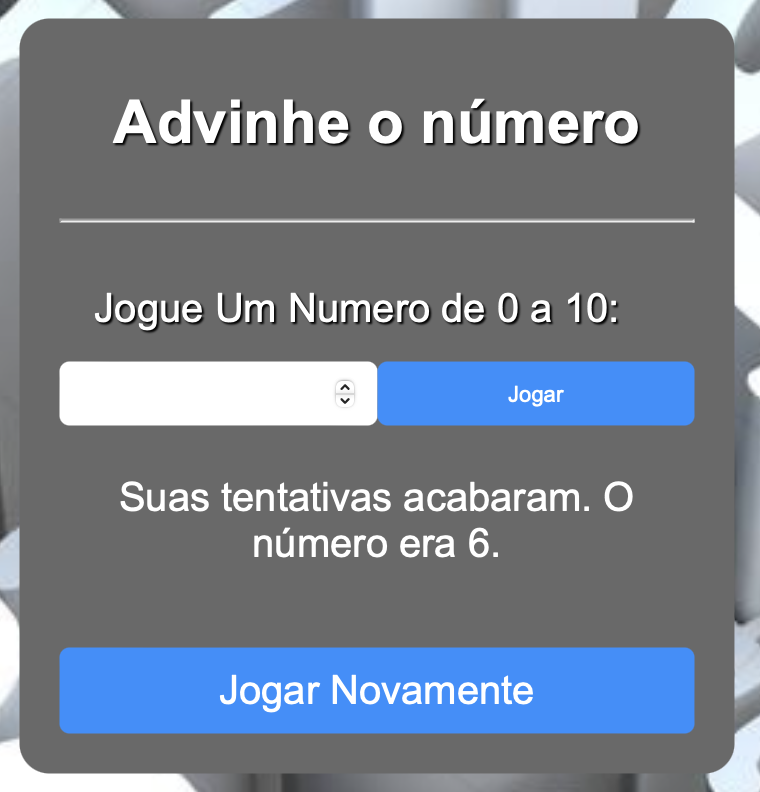 Advinhe o número
Jogue Um Numero de 0 a 10:
Jogar
Suas tentativas acabaram. O
número era 6.
Jogar Novamente